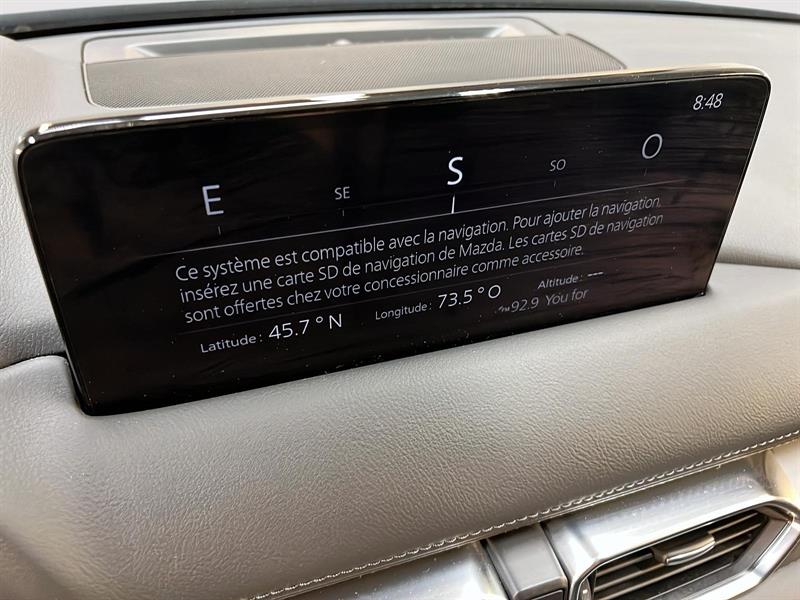 8:48
E SE S SO O
Ce système est compatible avec la navigation. Pour ajouter la navigation,
insérez une carte SD de navigation de Mazda. Les cartes SD de navigation
sont offertes chez votre concessionnaire comme accessoire.
Latitude : 45.7 ° N Longitude : 73.5 ° O Altitude : ---
FM 92.9 You for